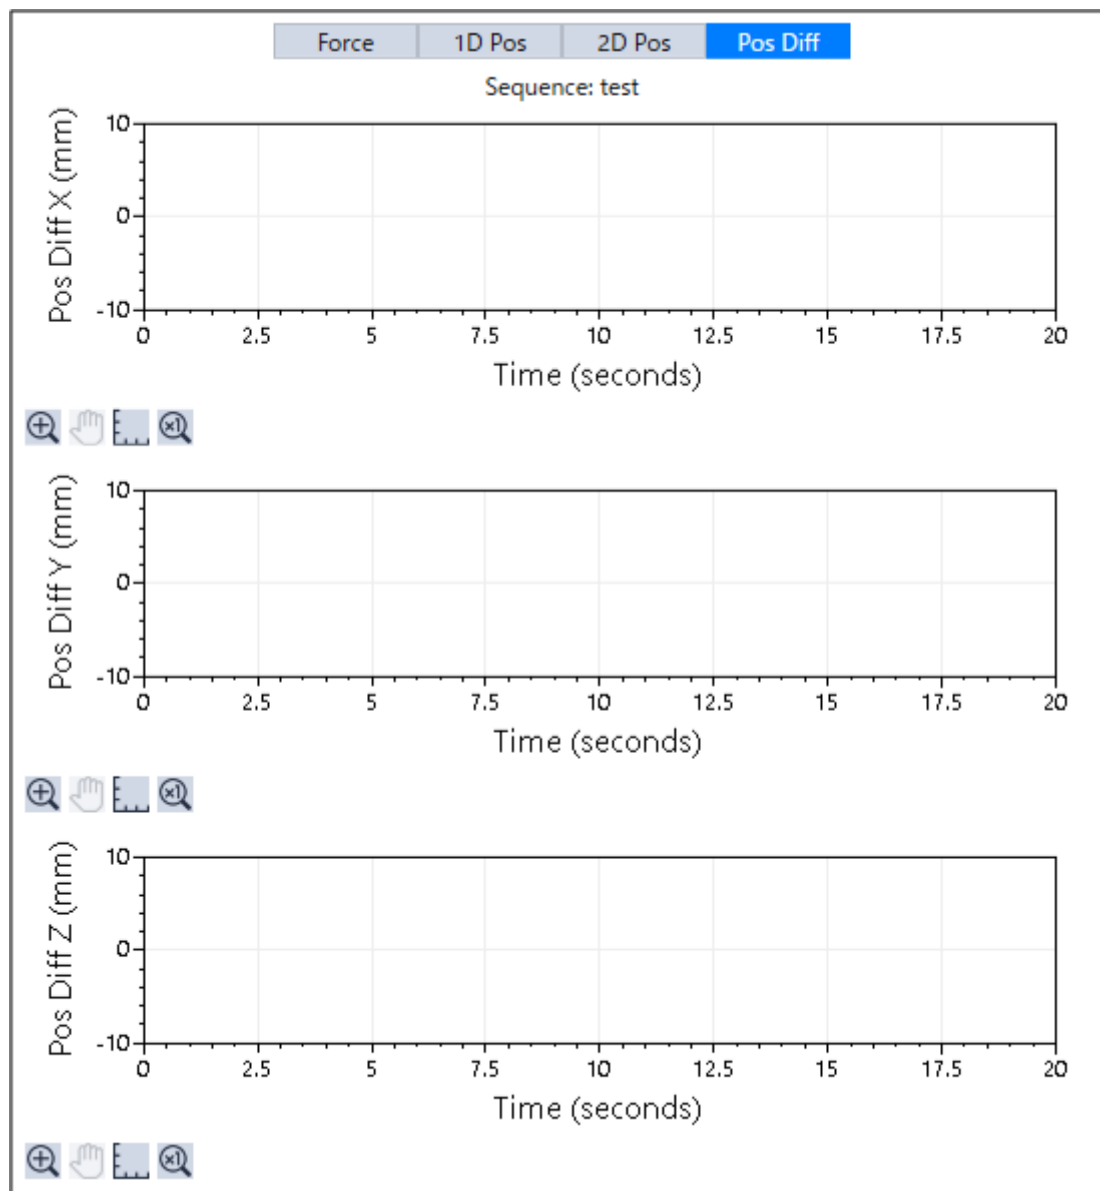 Force 1D Pos 2D Pos Pos Diff
Sequence: test
Pos Diff X (mm)
10
0
-10
0 2.5 5 7.5 10 12.5 15 17.5 20
Time (seconds)
x1
Pos Diff Y (mm)
10
0
-10
0 2.5 5 7.5 10 12.5 15 17.5 20
Time (seconds)
x1
Pos Diff Z (mm)
10
0
-10
0 2.5 5 7.5 10 12.5 15 17.5 20
Time (seconds)
x1